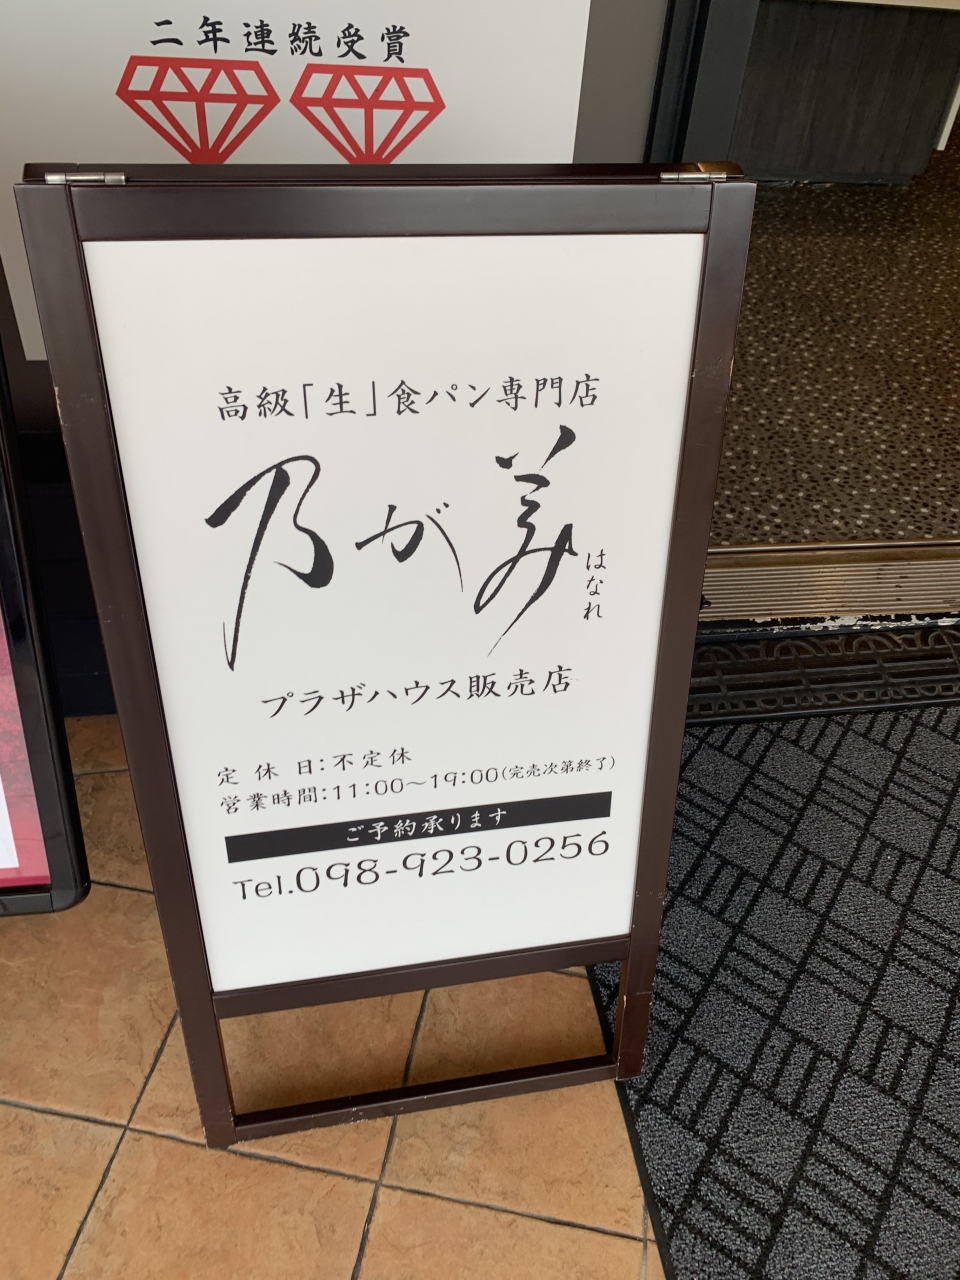 二年連続受賞
高級「生」食パン専門店
乃が美
はなれ
プラザハウス販売店
定休日:不定休
営業時間:11:00～19:00(完売次第終了)
ご予約承ります
Tel.098-923-0256